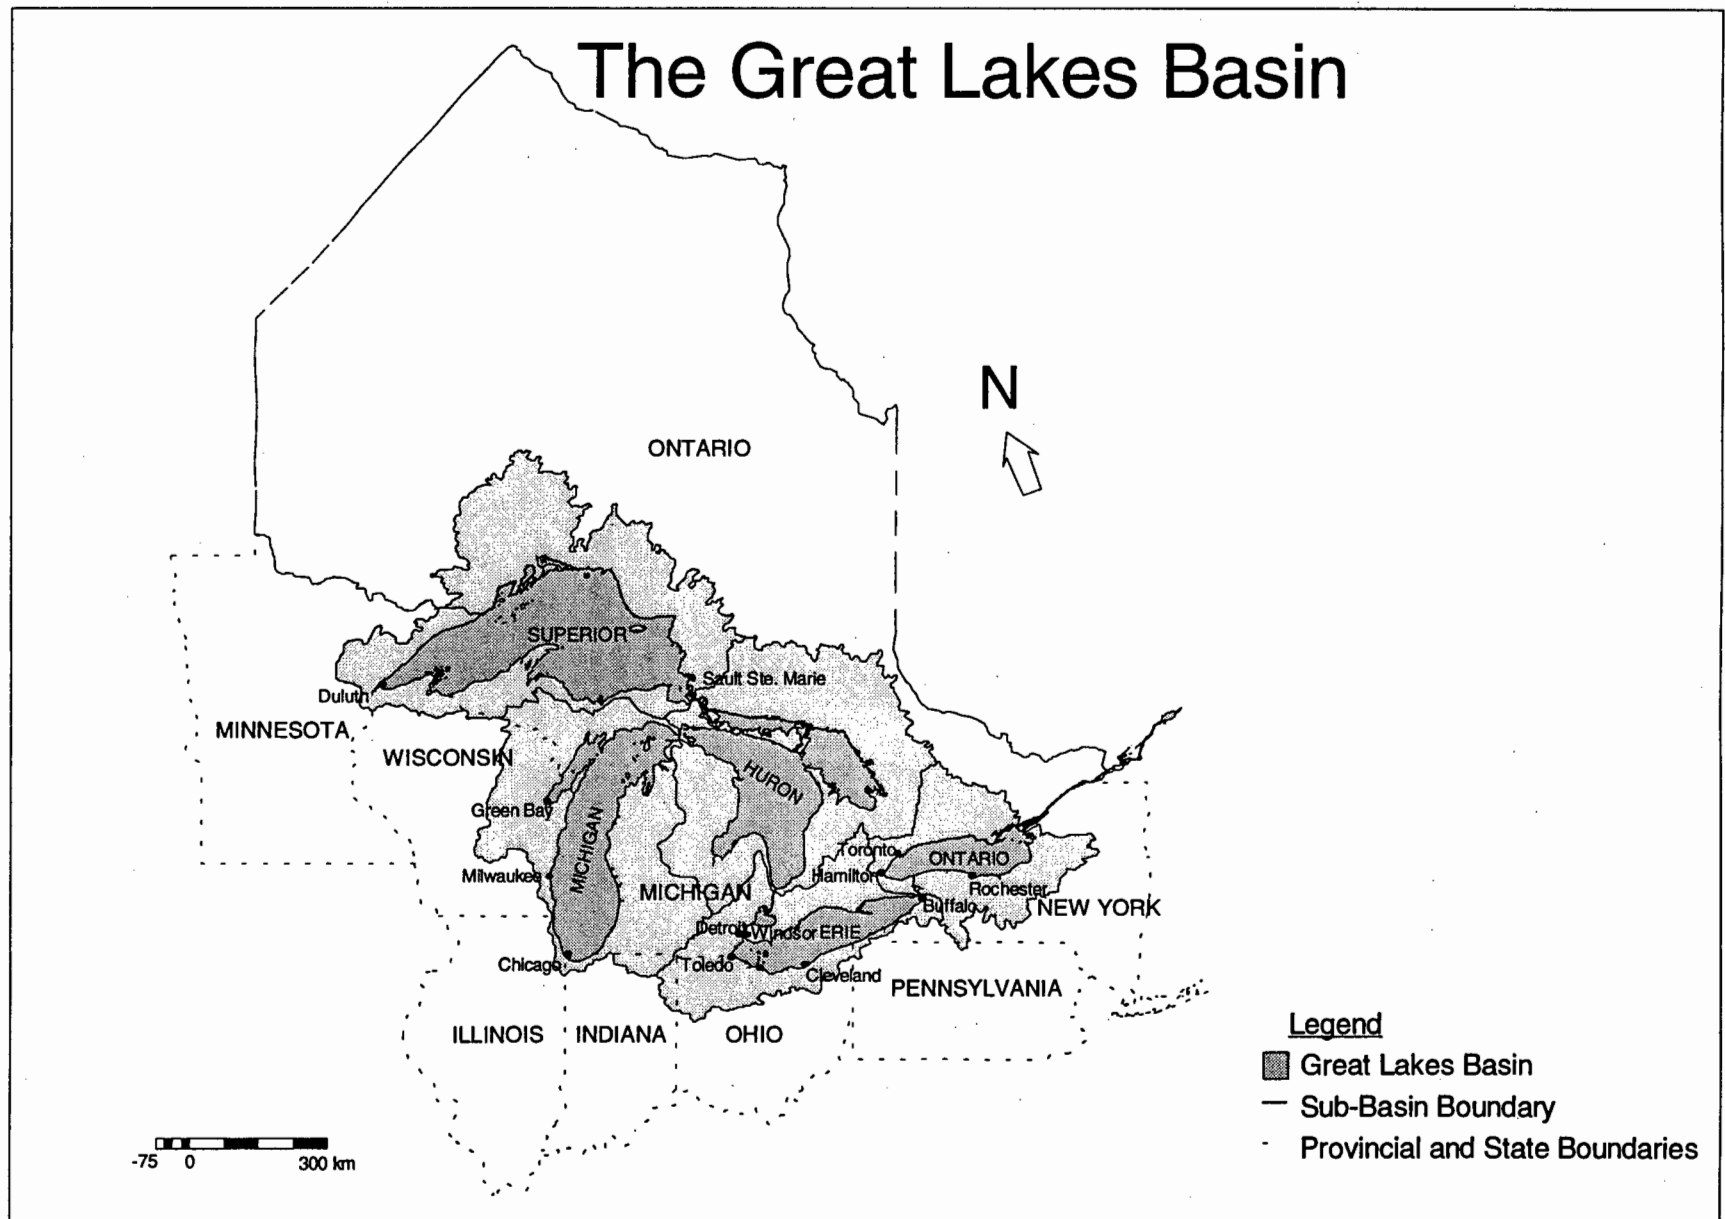 The Great Lakes Basin
N
ONTARIO
SUPERIOR
Sault Ste. Marie
Duluth
MINNESOTA
WISCONSIN
HURON
Green Bay
MICHIGAN
Toronto
ONTARIO
Milwaukee
Hamilton
MICHIGAN
Rochester
Buffalo
NEW YORK
Detroit
Windsor
ERIE
Chicago
Toledo
Cleveland
PENNSYLVANIA
ILLINOIS
INDIANA
OHIO
Legend
Great Lakes Basin
Sub-Basin Boundary
Provincial and State Boundaries
-75 0 300 km